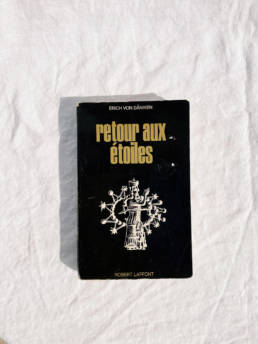 ERICH VON DÄNIKEN
retour aux
étoiles
ROBERT LAFFONT